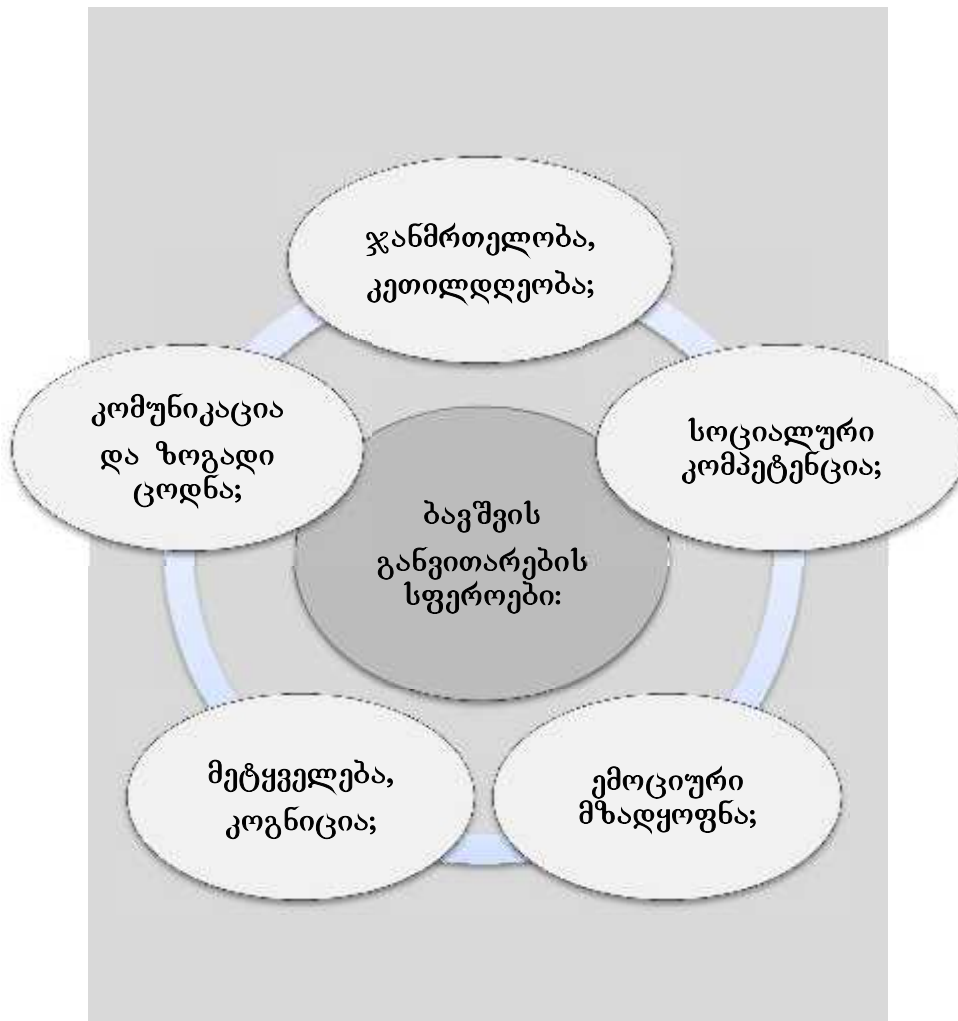 ჯანმრთელობა,
კეთილდღეობა;
სოციალური
კომპეტენცია;
ემოციური
მზადყოფნა;
მეტყველება,
კოგნიცია;
კომუნიკაცია
და ზოგადი
ცოდნა;
ბავშვის
განვითარების
სფეროები: